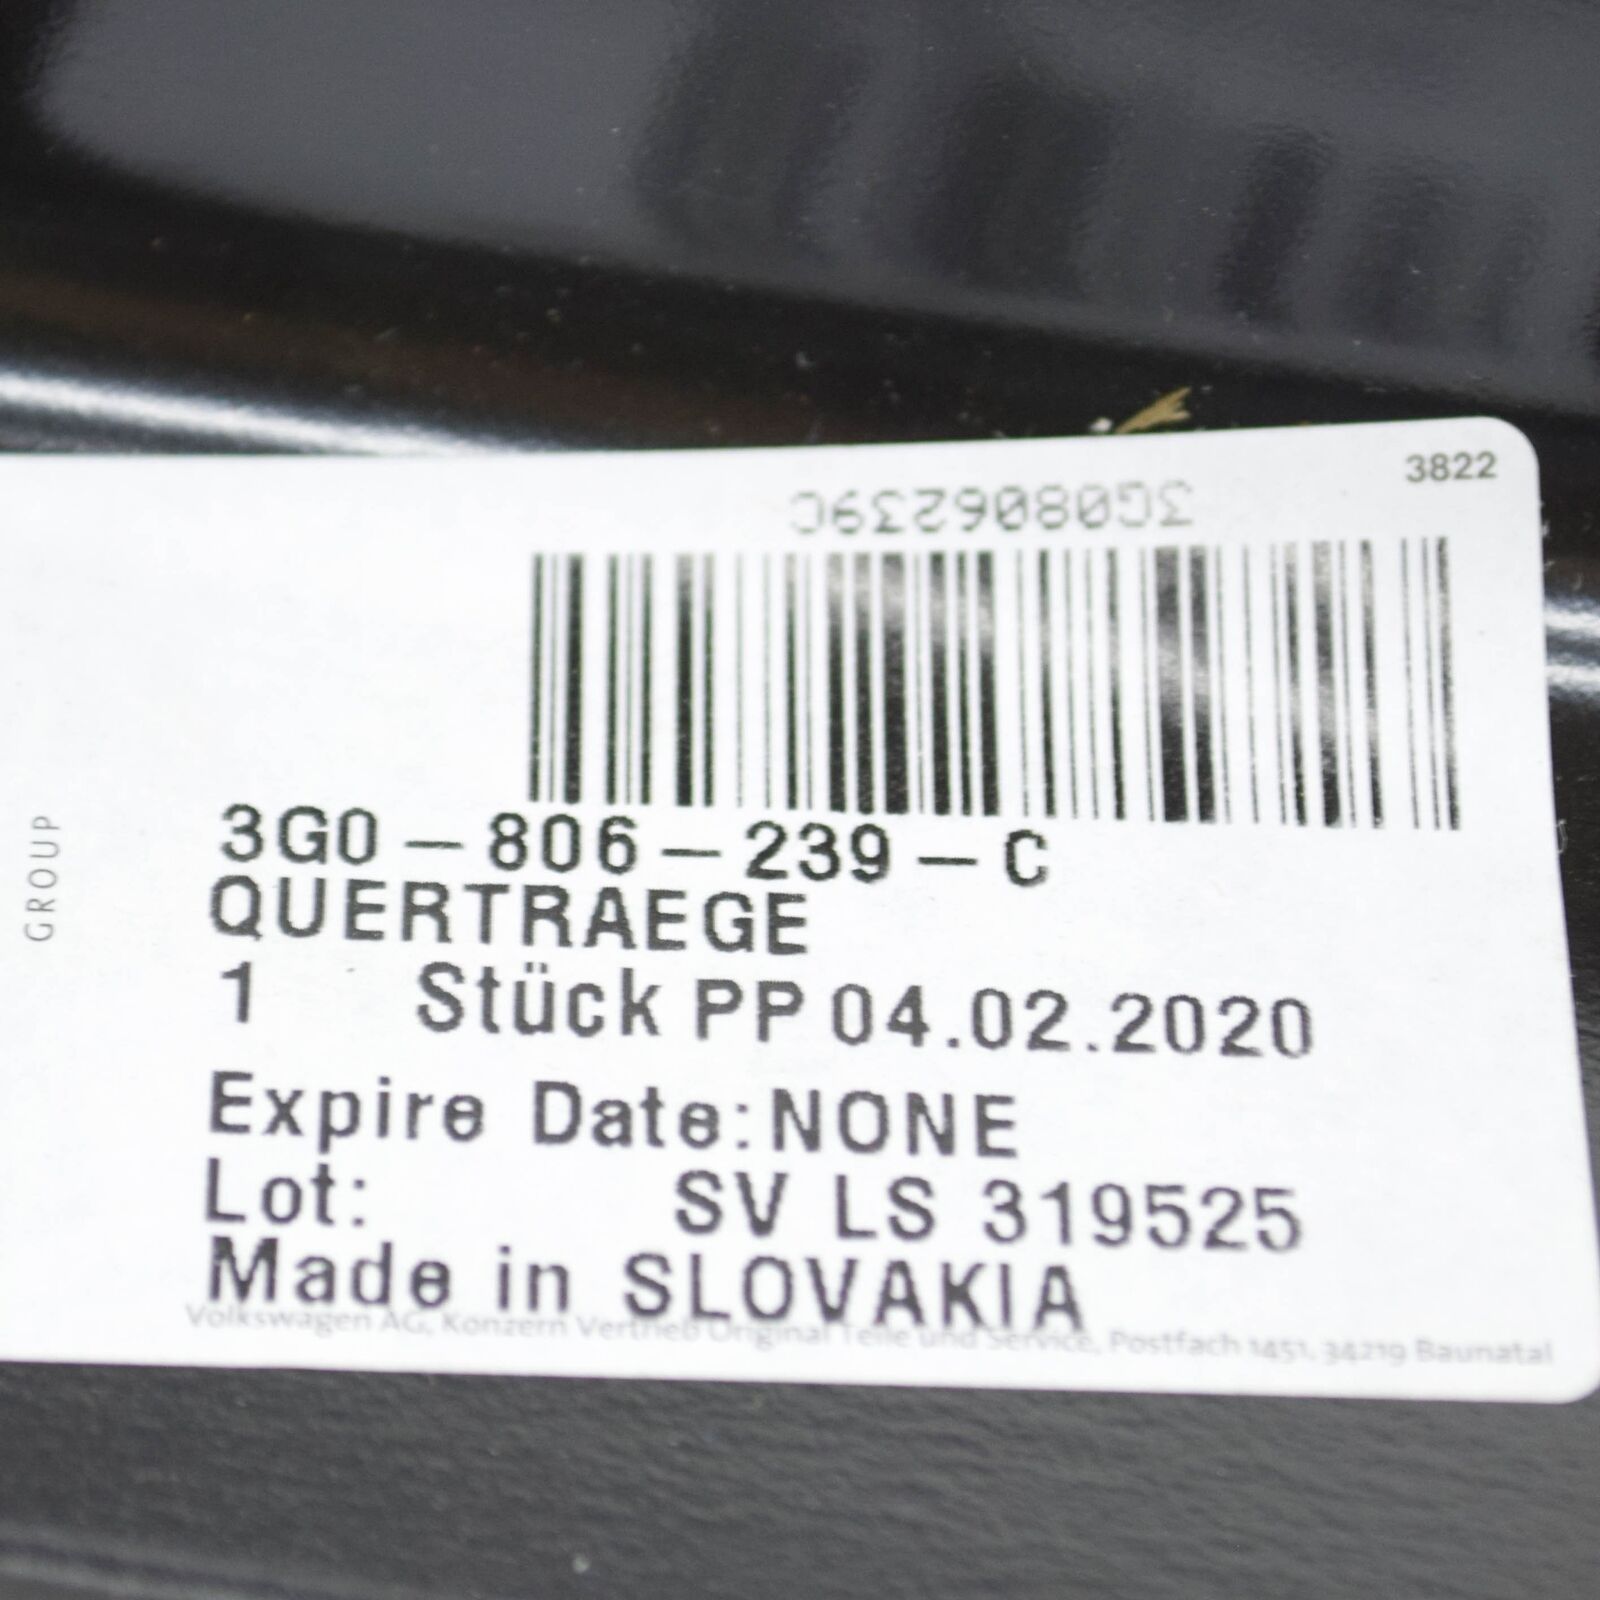 3822
3G0806239C
3G0-806-239-C
QUERTRAEGE
1 Stück PP 04.02.2020
Expire Date:NONE
Lot: SV LS 319525
Made in SLOVAKIA
Volkswagen AG, Konzern Vertrieb Original Teile und Service, Postfach 1451, 34219 Baunatal
GROUP